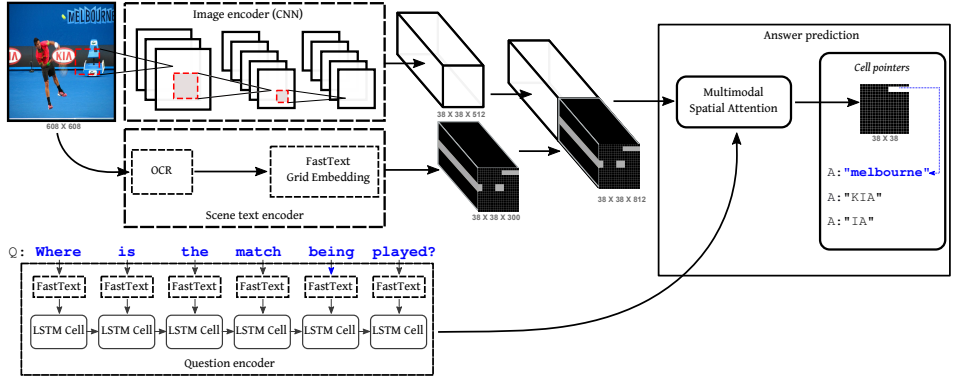 MELBOURNE
KIA
KIA
608 X 608
Image encoder (CNN)
38 X 38 X 512
OCR
FastText
Grid Embedding
Scene text encoder
38 X 38 X 300
38 X 38 X 812
Answer prediction
Multimodal
Spatial Attention
Cell pointers
38 X 38
A:"melbourne"
A:"KIA"
A:"IA"
Q: Where is the match being played?
FastText FastText FastText FastText FastText FastText
LSTM Cell LSTM Cell LSTM Cell LSTM Cell LSTM Cell LSTM Cell
Question encoder